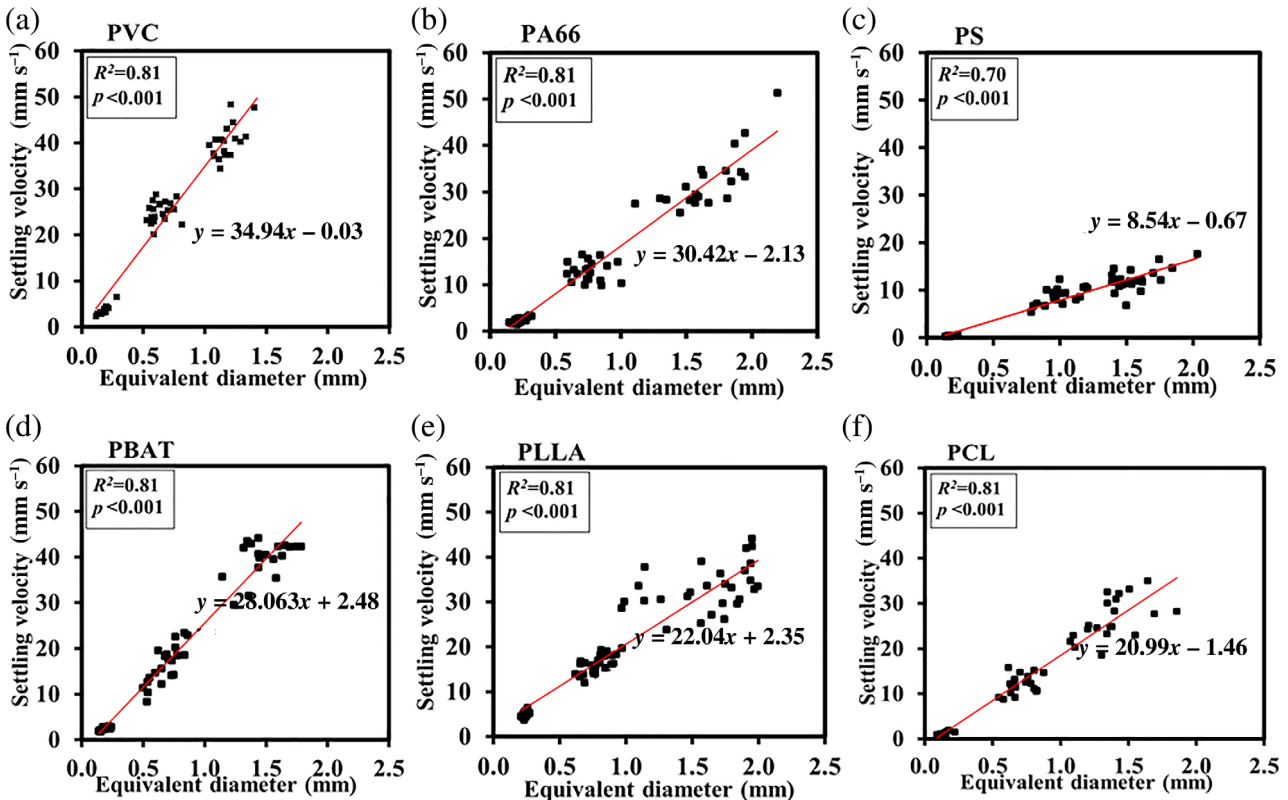 (a)
PVC
R²=0.81
p <0.001
Settling velocity (mm s⁻¹)
60
50
40
30
20
10
0
y = 34.94x − 0.03
0.0 0.5 1.0 1.5 2.0 2.5
Equivalent diameter (mm)
(b)
PA66
R²=0.81
p <0.001
Settling velocity (mm s⁻¹)
60
50
40
30
20
10
0
y = 30.42x − 2.13
0.0 0.5 1.0 1.5 2.0 2.5
Equivalent diameter (mm)
(c)
PS
R²=0.70
p <0.001
Settling velocity (mm s⁻¹)
60
50
40
30
20
10
0
y = 8.54x − 0.67
0.0 0.5 1.0 1.5 2.0 2.5
Equivalent diameter (mm)
(d)
PBAT
R²=0.81
p <0.001
Settling velocity (mm s⁻¹)
60
50
40
30
20
10
0
y = 28.063x + 2.48
0.0 0.5 1.0 1.5 2.0 2.5
Equivalent diameter (mm)
(e)
PLLA
R²=0.81
p <0.001
Settling velocity (mm s⁻¹)
60
50
40
30
20
10
0
y = 22.04x + 2.35
0.0 0.5 1.0 1.5 2.0 2.5
Equivalent diameter (mm)
(f)
PCL
R²=0.81
p <0.001
Settling velocity (mm s⁻¹)
60
50
40
30
20
10
0
y = 20.99x − 1.46
0.0 0.5 1.0 1.5 2.0 2.5
Equivalent diameter (mm)